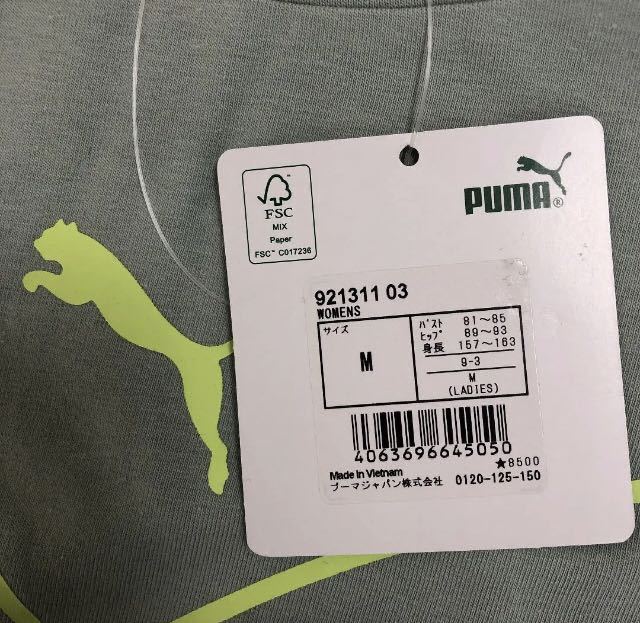 FSC
MIX
Paper
FSC™ C017236
PUMA®
921311 03
WOMENS
サイズ
M
ﾊﾞｽﾄ 81～85
ﾋｯﾌﾟ 89～93
身長 157～163
9-3
M
(LADIES)
4063696645050
★8500
Made in Vietnam
プーマジャパン株式会社 0120-125-150